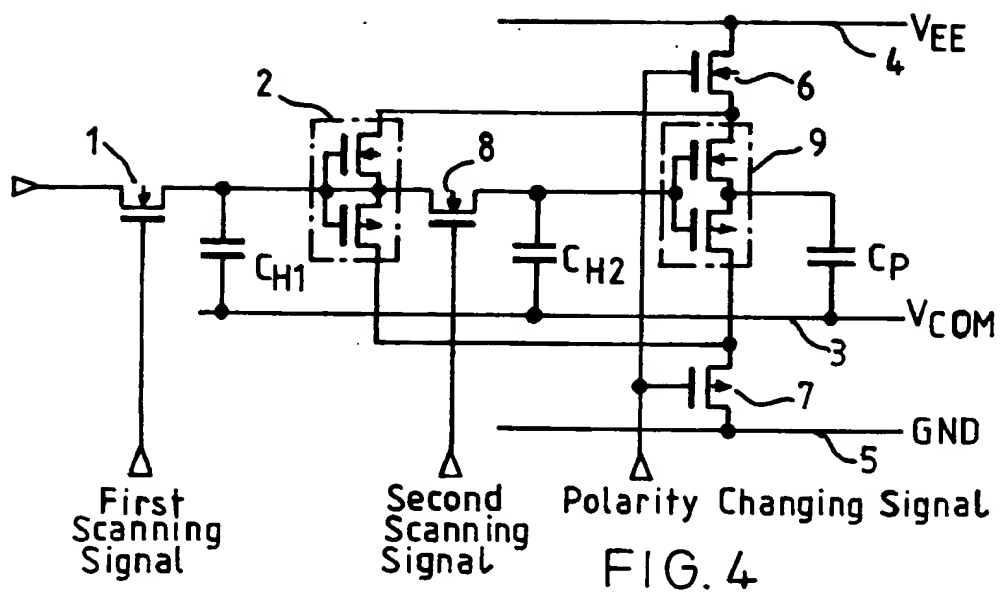 VEE
4
6
2
1
8
9
CH1
CH2
CP
VCOM
3
7
GND
5
First
Scanning
Signal
Second
Scanning
Signal
Polarity Changing Signal
FIG. 4